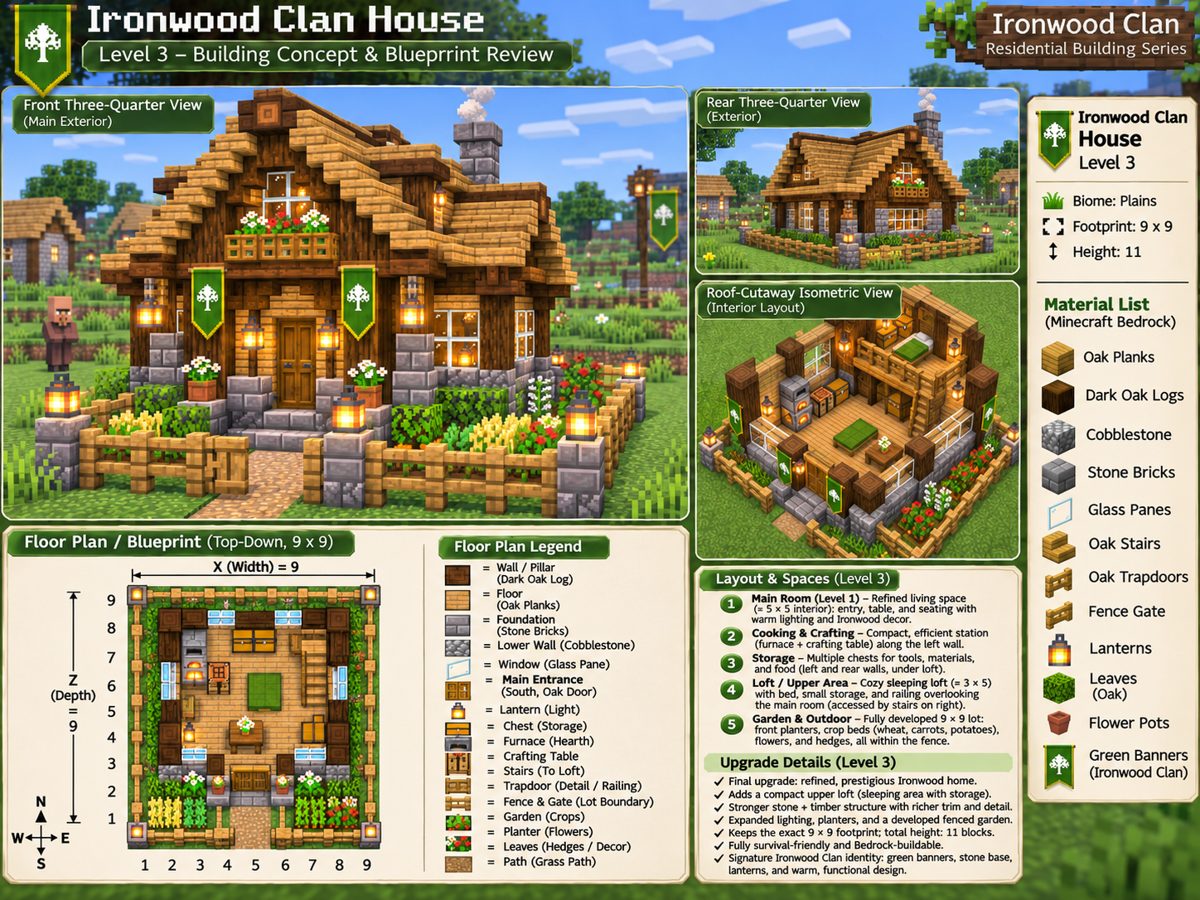 Ironwood Clan House
Level 3 – Building Concept & Blueprint Review
Ironwood Clan
Residential Building Series
Front Three-Quarter View
(Main Exterior)
Rear Three-Quarter View
(Exterior)
Roof-Cutaway Isometric View
(Interior Layout)
Ironwood Clan
House
Level 3
Biome: Plains
Footprint: 9 x 9
Height: 11
Material List
(Minecraft Bedrock)
Oak Planks
Dark Oak Logs
Cobblestone
Stone Bricks
Glass Panes
Oak Stairs
Oak Trapdoors
Fence Gate
Lanterns
Leaves
(Oak)
Flower Pots
Green Banners
(Ironwood Clan)
Floor Plan / Blueprint (Top-Down, 9 x 9)
X (Width) = 9
9
8
7
6
5
4
3
2
1
Z
(Depth)
=
9
N
W E
S
1 2 3 4 5 6 7 8 9
Floor Plan Legend
= Wall / Pillar
(Dark Oak Log)
= Floor
(Oak Planks)
= Foundation
(Stone Bricks)
= Lower Wall (Cobblestone)
= Window (Glass Pane)
= Main Entrance
(South, Oak Door)
= Lantern (Light)
= Chest (Storage)
= Furnace (Hearth)
= Crafting Table
= Stairs (To Loft)
= Trapdoor (Detail / Railing)
= Fence & Gate (Lot Boundary)
= Garden (Crops)
= Planter (Flowers)
= Leaves (Hedges / Decor)
= Path (Grass Path)
Layout & Spaces (Level 3)
1 Main Room (Level 1) – Refined living space
(= 5 × 5 interior): entry, table, and seating with
warm lighting and Ironwood decor.
2 Cooking & Crafting – Compact, efficient station
(furnace + crafting table) along the left wall.
3 Storage – Multiple chests for tools, materials,
and food (left and rear walls, under loft).
4 Loft / Upper Area – Cozy sleeping loft (= 3 × 5)
with bed, small storage, and railing overlooking
the main room (accessed by stairs on right).
5 Garden & Outdoor – Fully developed 9 × 9 lot:
front planters, crop beds (wheat, carrots, potatoes),
flowers, and hedges, all within the fence.
Upgrade Details (Level 3)
✓ Final upgrade: refined, prestigious Ironwood home.
✓ Adds a compact upper loft (sleeping area with storage).
✓ Stronger stone + timber structure with richer trim and detail.
✓ Expanded lighting, planters, and a developed fenced garden.
✓ Keeps the exact 9 × 9 footprint; total height: 11 blocks.
✓ Fully survival-friendly and Bedrock-buildable.
✓ Signature Ironwood Clan identity: green banners, stone base,
lanterns, and warm, functional design.